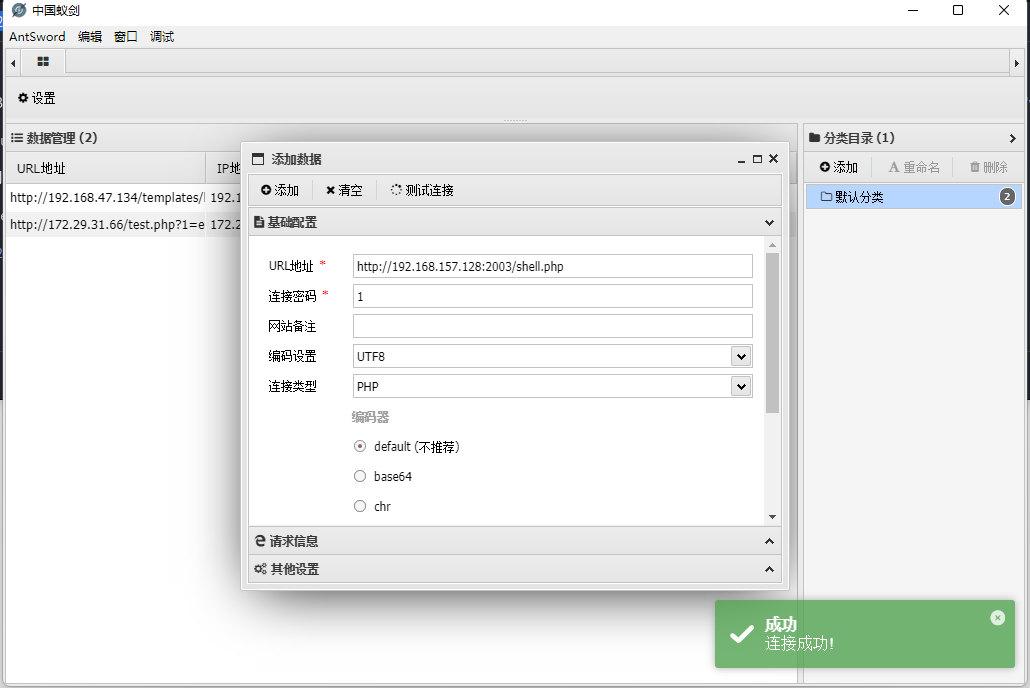 中国蚁剑
AntSword 编辑 窗口 调试
设置
数据管理 (2)
URL地址 IP地
http://192.168.47.134/templates/ 192.1
http://172.29.31.66/test.php?1=e 172.2
添加数据
添加 清空 测试连接
基础配置
URL地址 * http://192.168.157.128:2003/shell.php
连接密码 * 1
网站备注
编码设置 UTF8
连接类型 PHP
编码器
default (不推荐)
base64
chr
请求信息
其他设置
分类目录 (1)
添加 A 重命名 删除
默认分类 2
成功
连接成功!